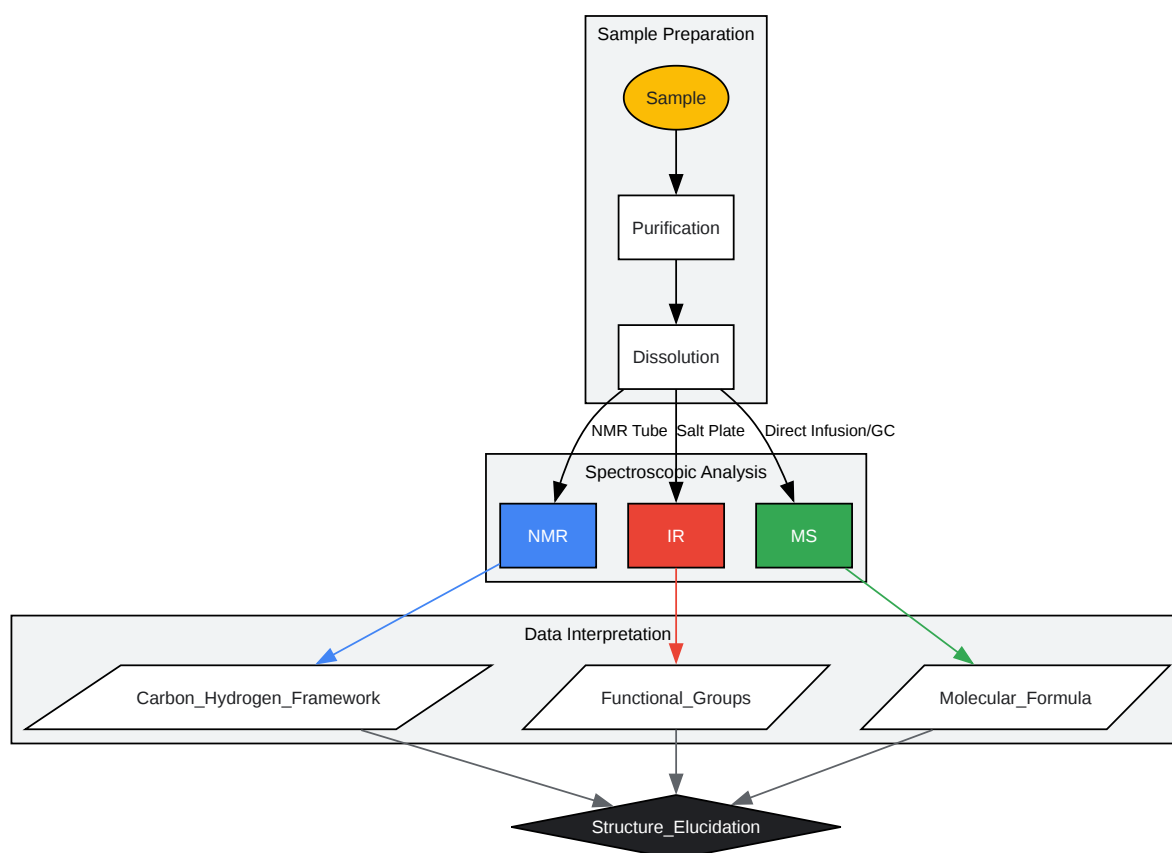 Sample Preparation
Sample
Purification
Dissolution
NMR Tube
Salt Plate
Direct Infusion/GC
Spectroscopic Analysis
NMR
IR
MS
Data Interpretation
Carbon_Hydrogen_Framework
Functional_Groups
Molecular_Formula
Structure_Elucidation